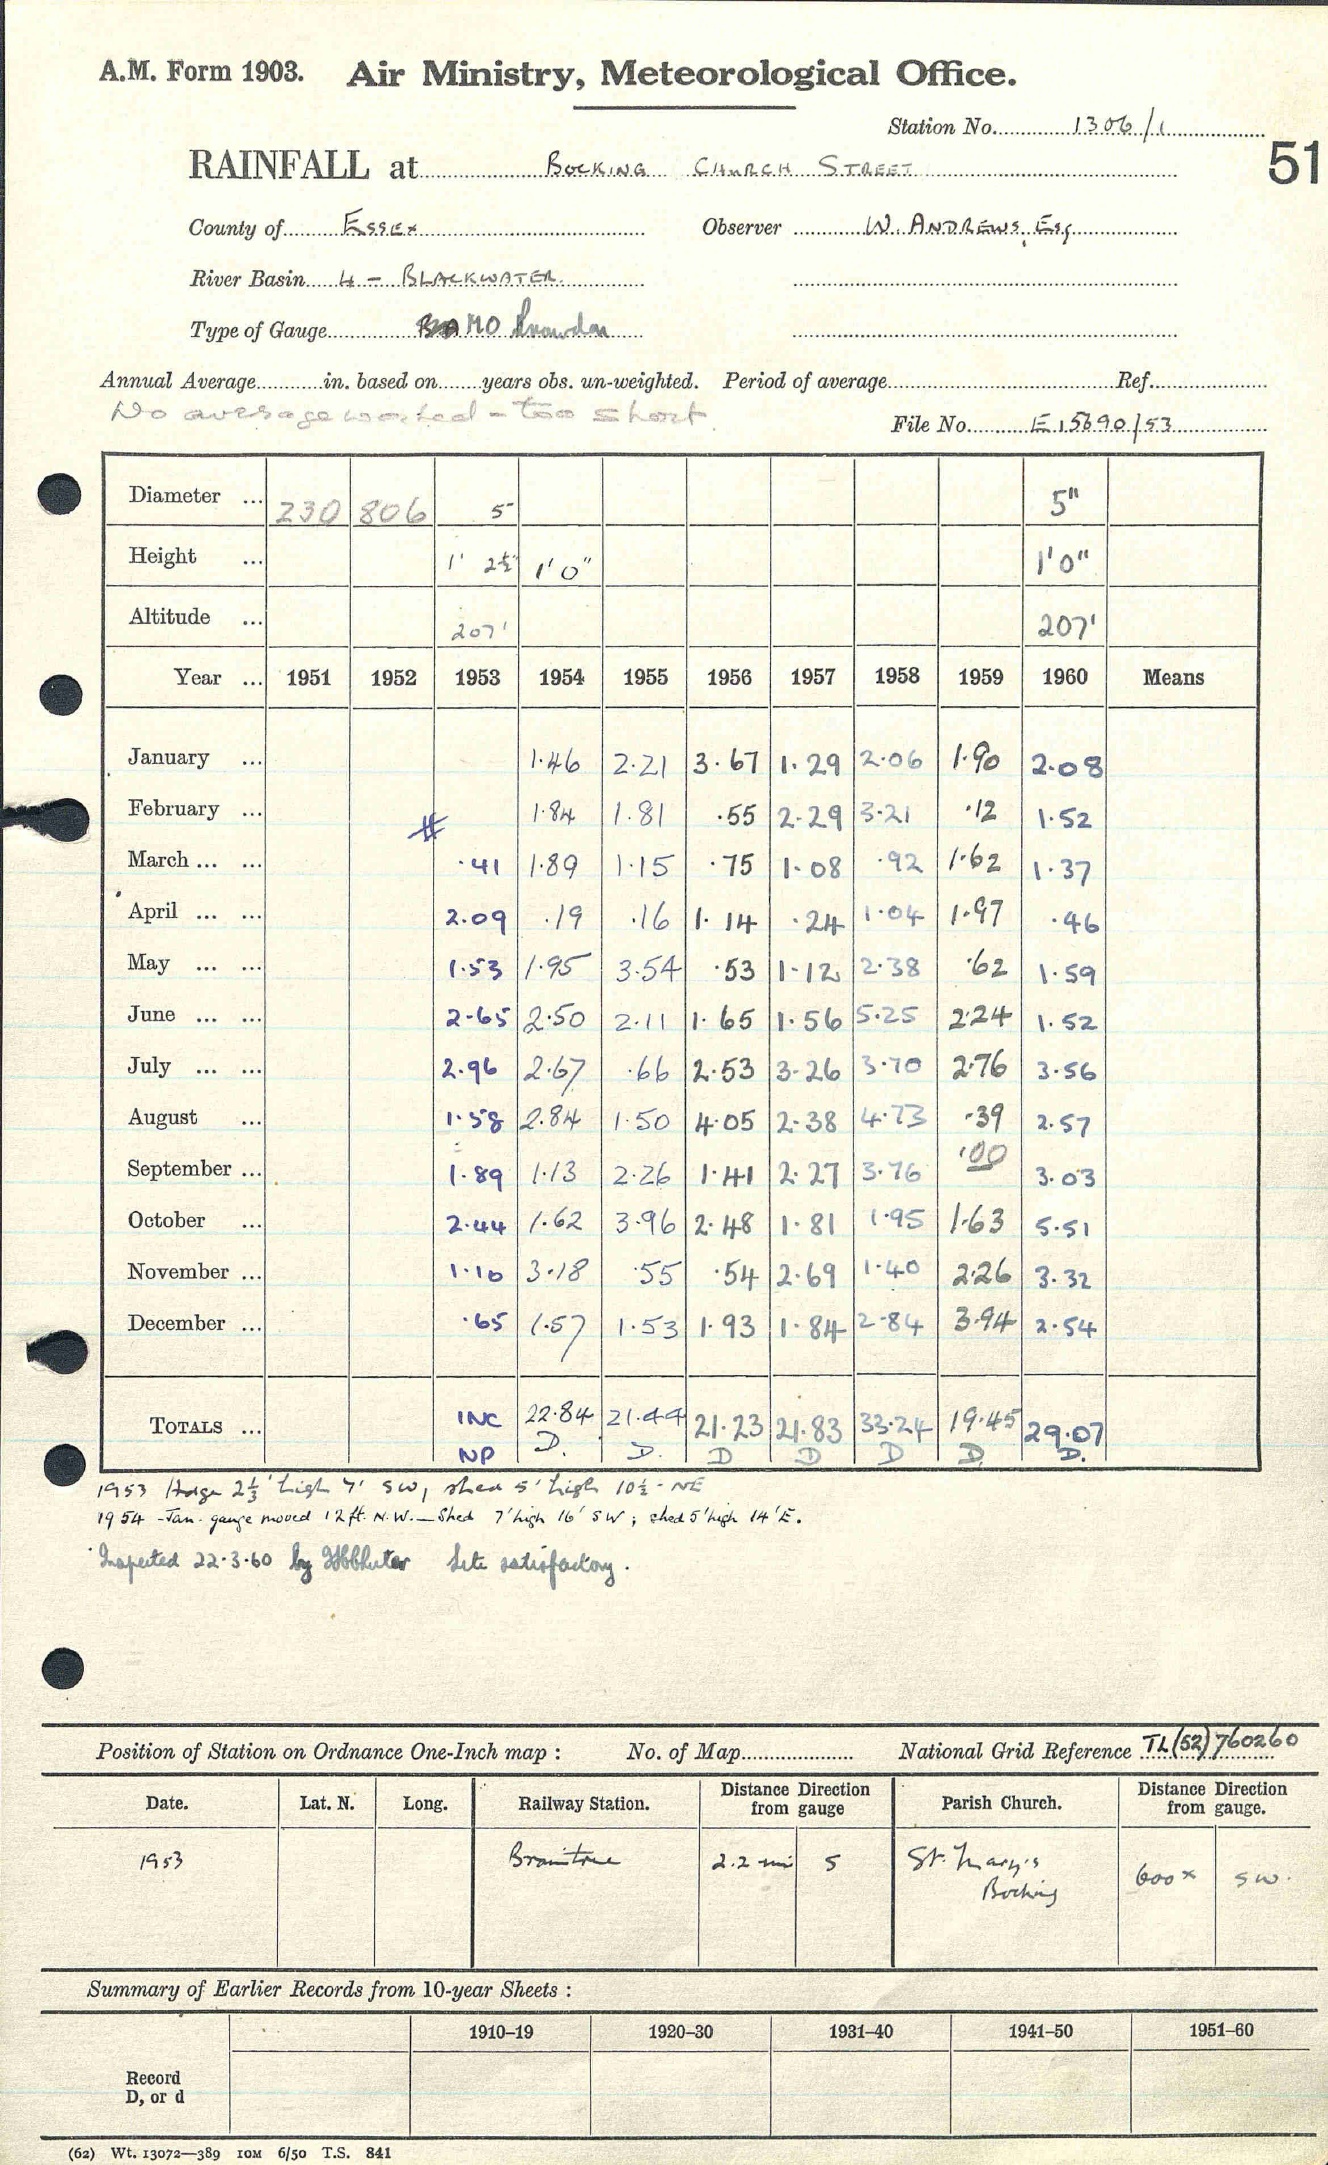 A.M. Form 1903. Air Ministry, Meteorological Office.
Station No. 1306/1
RAINFALL at BOCKING CHURCH STREET 51
County of ESSEX Observer W. ANDREWS, Esq
River Basin 4 - BLACKWATER
Type of Gauge MO Snowdon
Annual Average in. based on years obs. un-weighted. Period of average Ref.
No average worked - too short.
File No. E 15690/53
Diameter ... 230 806 5 5"
Height ... 1' 2½" 1'0" 1'0"
Altitude ... 207' 207'
Year ... 1951 1952 1953 1954 1955 1956 1957 1958 1959 1960 Means
January ... 1.46 2.21 3.67 1.29 2.06 1.90 2.08
February ... # 1.84 1.81 .55 2.29 3.21 .12 1.52
March ... ... .41 1.89 1.15 .75 1.08 .92 1.62 1.37
April ... ... 2.09 .19 .16 1.14 .24 1.04 1.97 .46
May ... ... 1.53 1.95 3.54 .53 1.12 2.38 .62 1.59
June ... ... 2.65 2.50 2.11 1.65 1.56 5.25 2.24 1.52
July ... ... 2.96 2.67 .66 2.53 3.26 3.70 2.76 3.56
August ... 1.58 2.84 1.50 4.05 2.38 4.73 .39 2.57
September ... 1.89 1.13 2.26 1.41 2.27 3.76 .00 3.03
October ... 2.44 1.62 3.96 2.48 1.81 1.95 1.63 5.51
November ... 1.10 3.18 .55 .54 2.69 1.40 2.26 3.32
December ... .65 1.57 1.53 1.93 1.84 2.84 3.94 2.54
TOTALS ... INC 22.84 21.44 21.23 21.83 33.24 19.45 29.07
NP D. D. D D D D. D.
1953 Hedge 2⅓' high 7' SW, shed 5' high 10½ - NE
1954 - Jan. gauge moved 12 ft. N.W. - Shed 7' high 16' SW; shed 5' high 14' E.
Inspected 22.3.60 by Site satisfactory.
Position of Station on Ordnance One-Inch map : No. of Map National Grid Reference TL(52)760260
Date. Lat. N. Long. Railway Station. Distance Direction from gauge Parish Church. Distance Direction from gauge.
1953 Braintree 2.2 mi S St. Mary's Bocking 600x SW.
Summary of Earlier Records from 10-year Sheets :
1910–19 1920–30 1931–40 1941–50 1951–60
Record
D, or d
(62) Wt. 13072—389 10M 6/50 T.S. 841